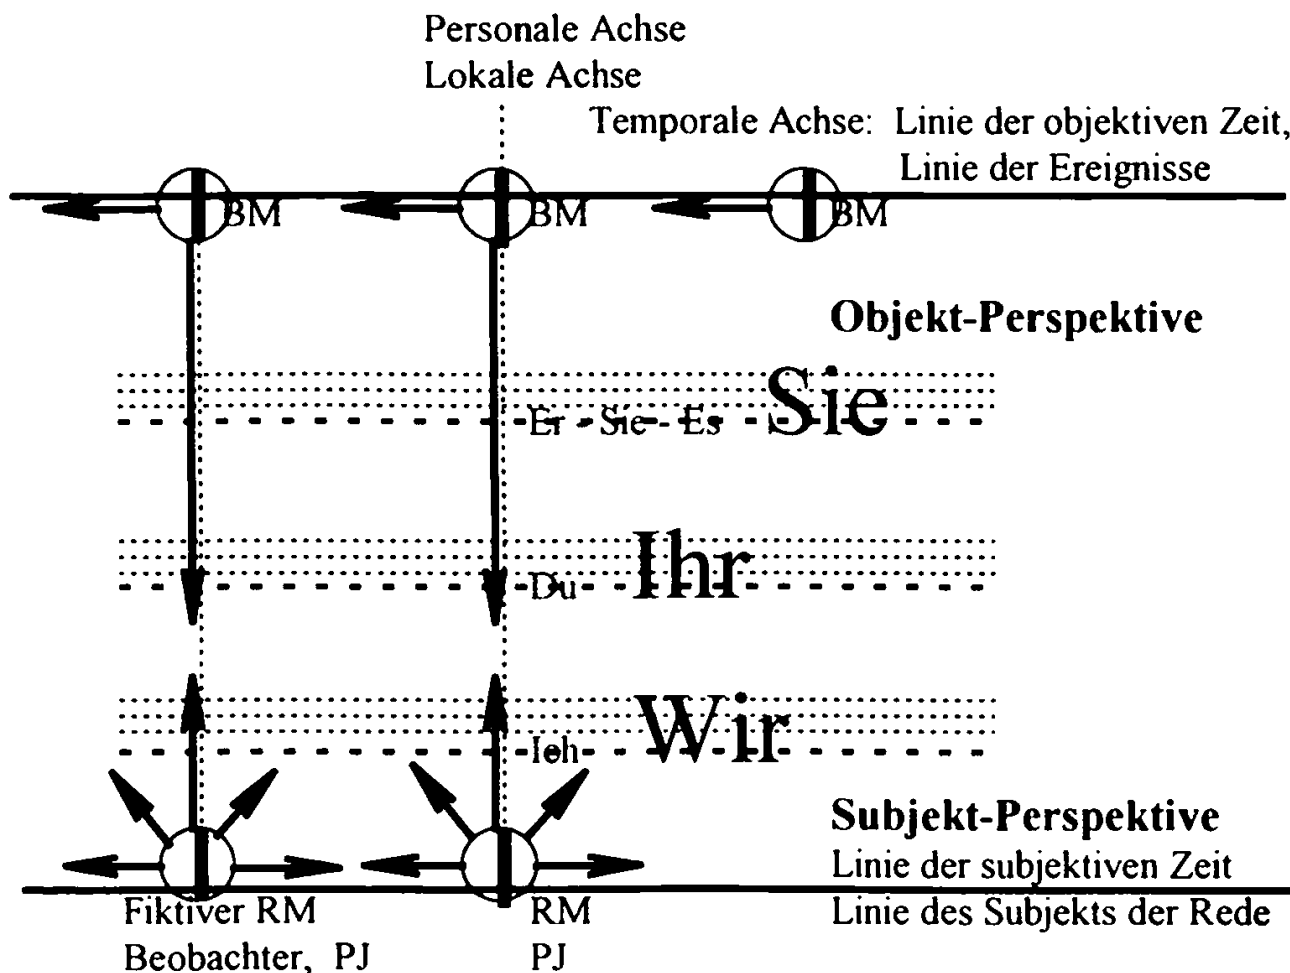 Personale Achse
Lokale Achse
Temporale Achse: Linie der objektiven Zeit,
Linie der Ereignisse
BM BM BM
Objekt-Perspektive
Er - Sie - Es Sie
Du Ihr
Ich Wir
Subjekt-Perspektive
Linie der subjektiven Zeit
Fiktiver RM RM Linie des Subjekts der Rede
Beobachter, PJ PJ